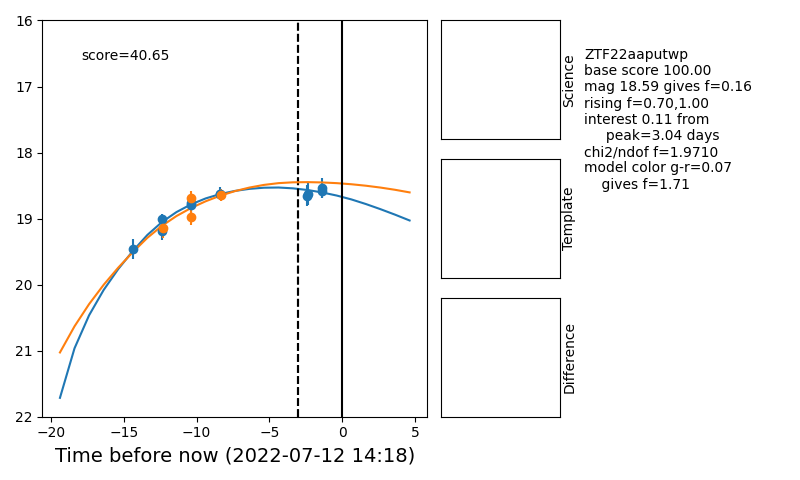 score=40.65
16
17
18
19
20
21
22
−20
−15
−10
−5
0
5
Time before now (2022-07-12 14:18)
Science
Template
Difference
ZTF22aaputwp
base score 100.00
mag 18.59 gives f=0.16
rising f=0.70,1.00
interest 0.11 from
peak=3.04 days
chi2/ndof f=1.9710
model color g-r=0.07
gives f=1.71